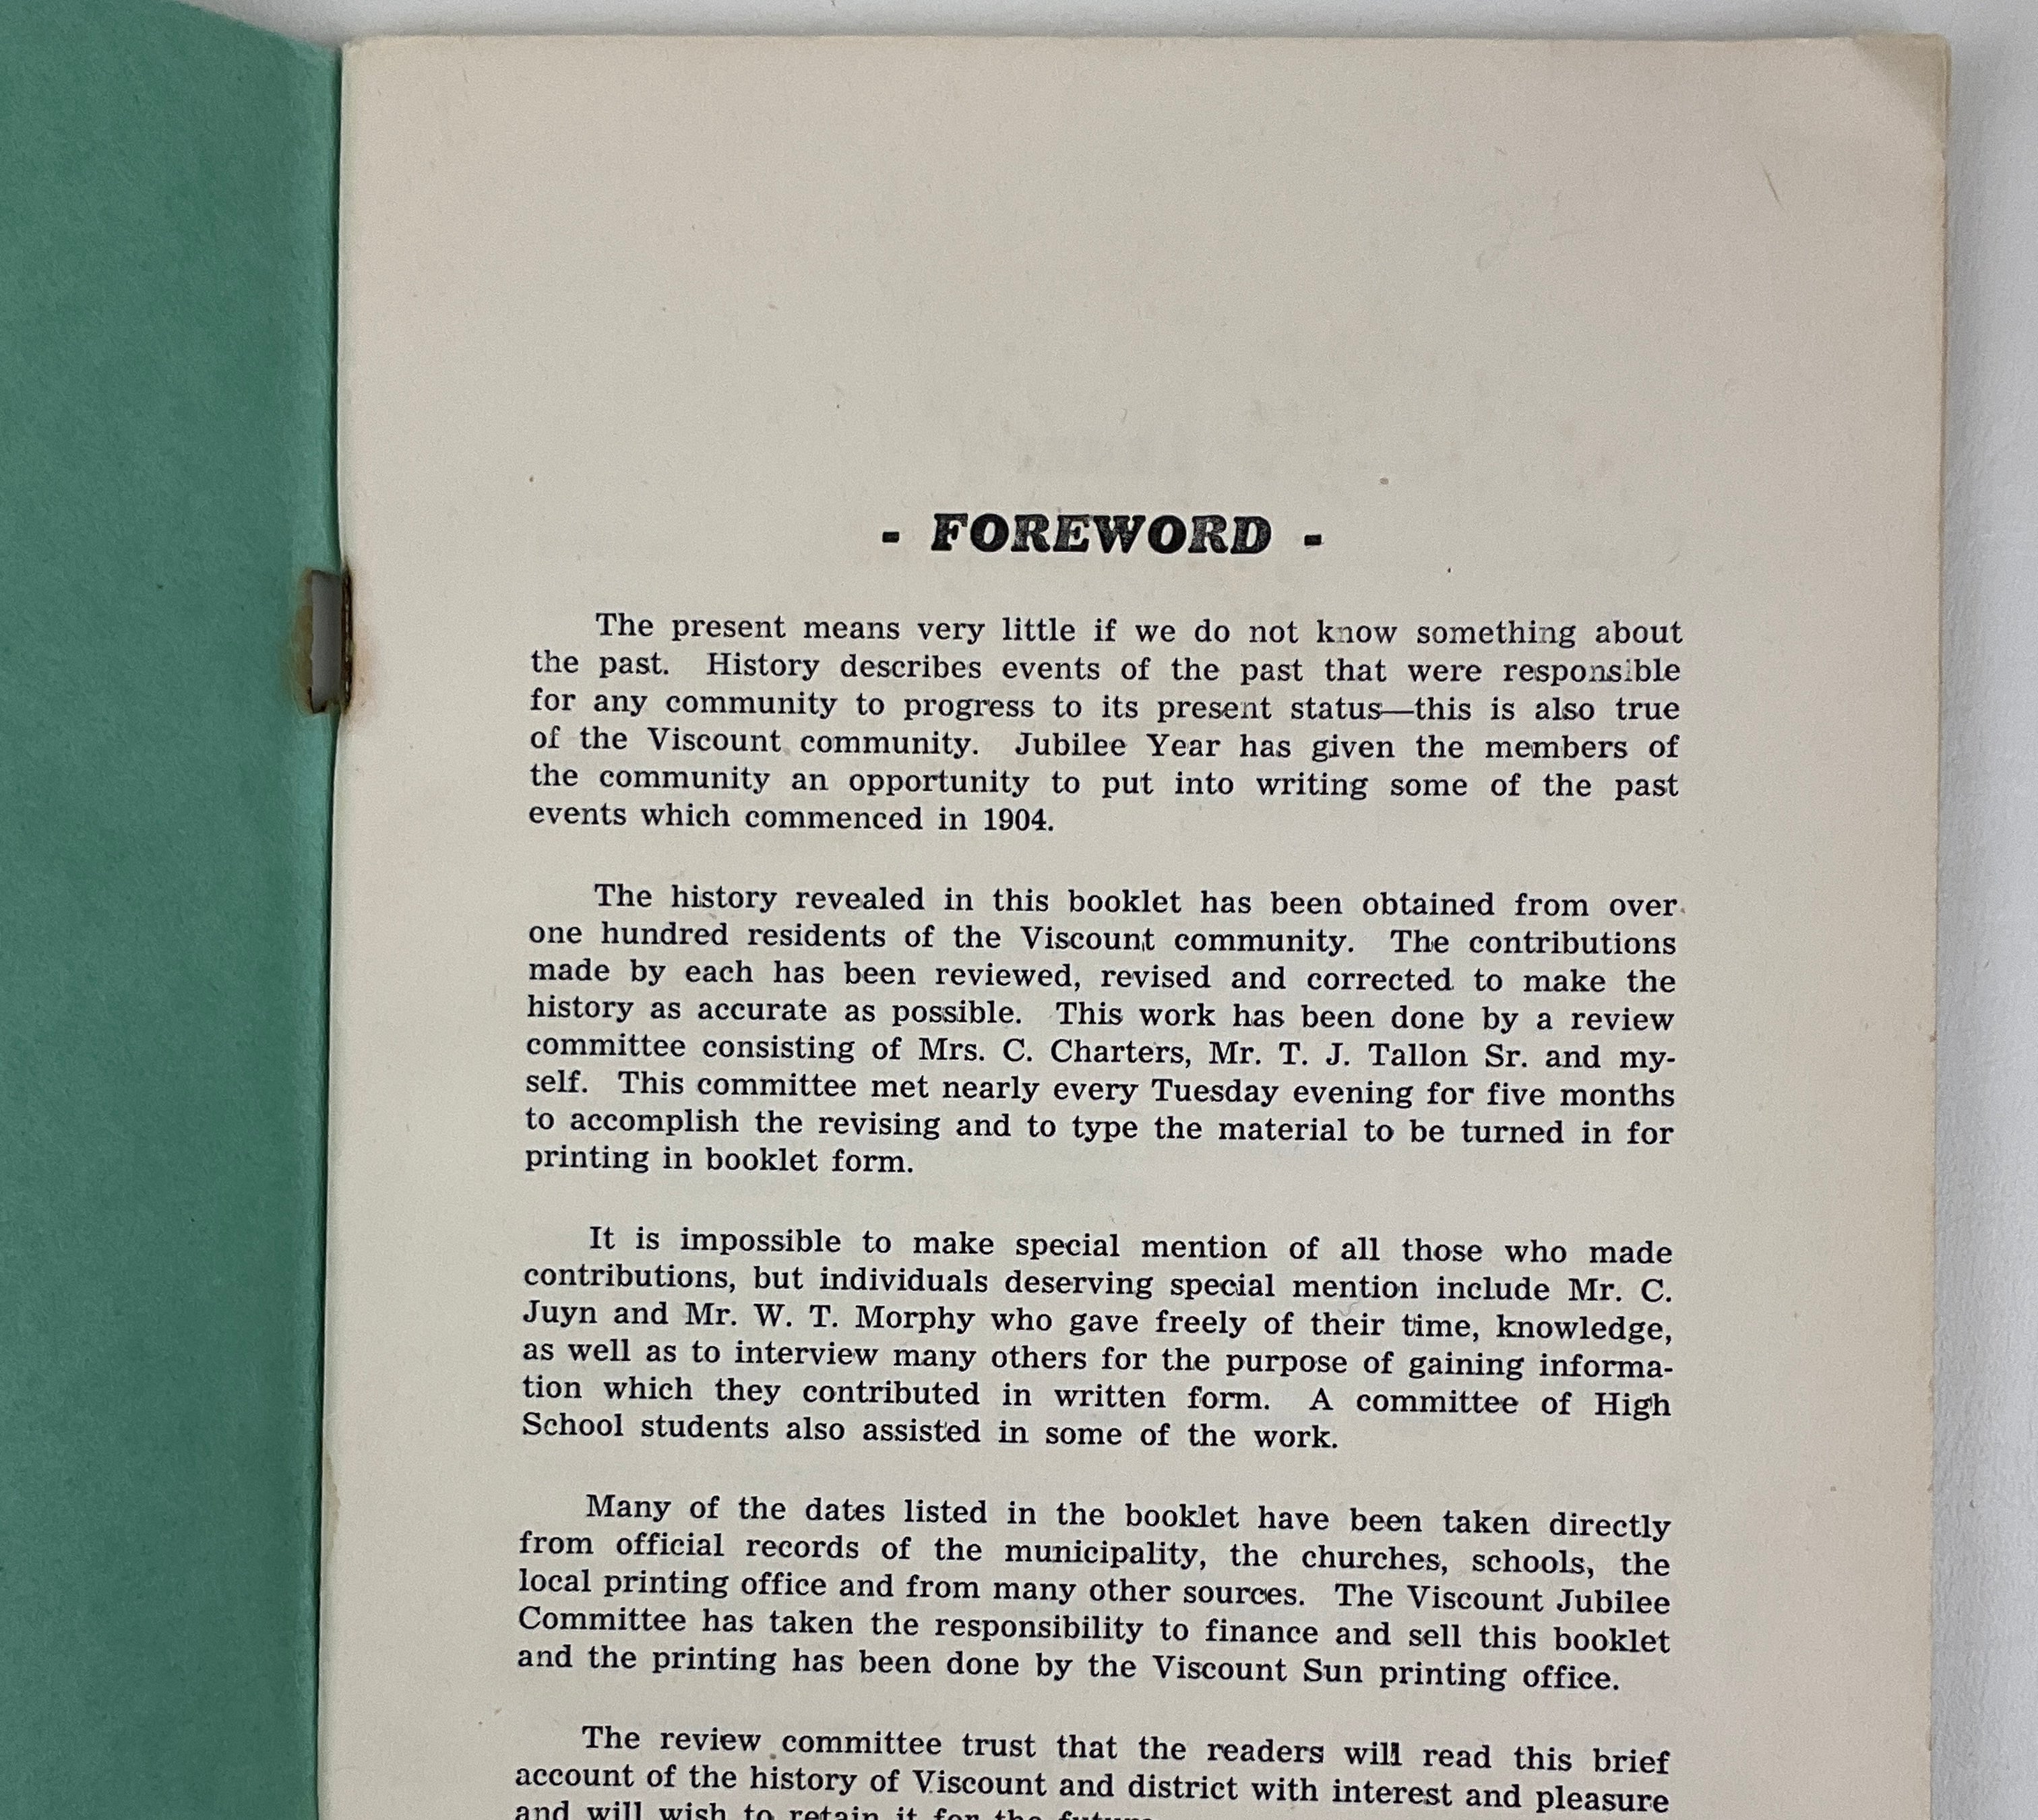 - FOREWORD -
The present means very little if we do not know something about
the past. History describes events of the past that were responsible
for any community to progress to its present status—this is also true
of the Viscount community. Jubilee Year has given the members of
the community an opportunity to put into writing some of the past
events which commenced in 1904.
The history revealed in this booklet has been obtained from over
one hundred residents of the Viscount community. The contributions
made by each has been reviewed, revised and corrected to make the
history as accurate as possible. This work has been done by a review
committee consisting of Mrs. C. Charters, Mr. T. J. Tallon Sr. and my-
self. This committee met nearly every Tuesday evening for five months
to accomplish the revising and to type the material to be turned in for
printing in booklet form.
It is impossible to make special mention of all those who made
contributions, but individuals deserving special mention include Mr. C.
Juyn and Mr. W. T. Morphy who gave freely of their time, knowledge,
as well as to interview many others for the purpose of gaining informa-
tion which they contributed in written form. A committee of High
School students also assisted in some of the work.
Many of the dates listed in the booklet have been taken directly
from official records of the municipality, the churches, schools, the
local printing office and from many other sources. The Viscount Jubilee
Committee has taken the responsibility to finance and sell this booklet
and the printing has been done by the Viscount Sun printing office.
The review committee trust that the readers will read this brief
account of the history of Viscount and district with interest and pleasure
and will wish to retain it for the future